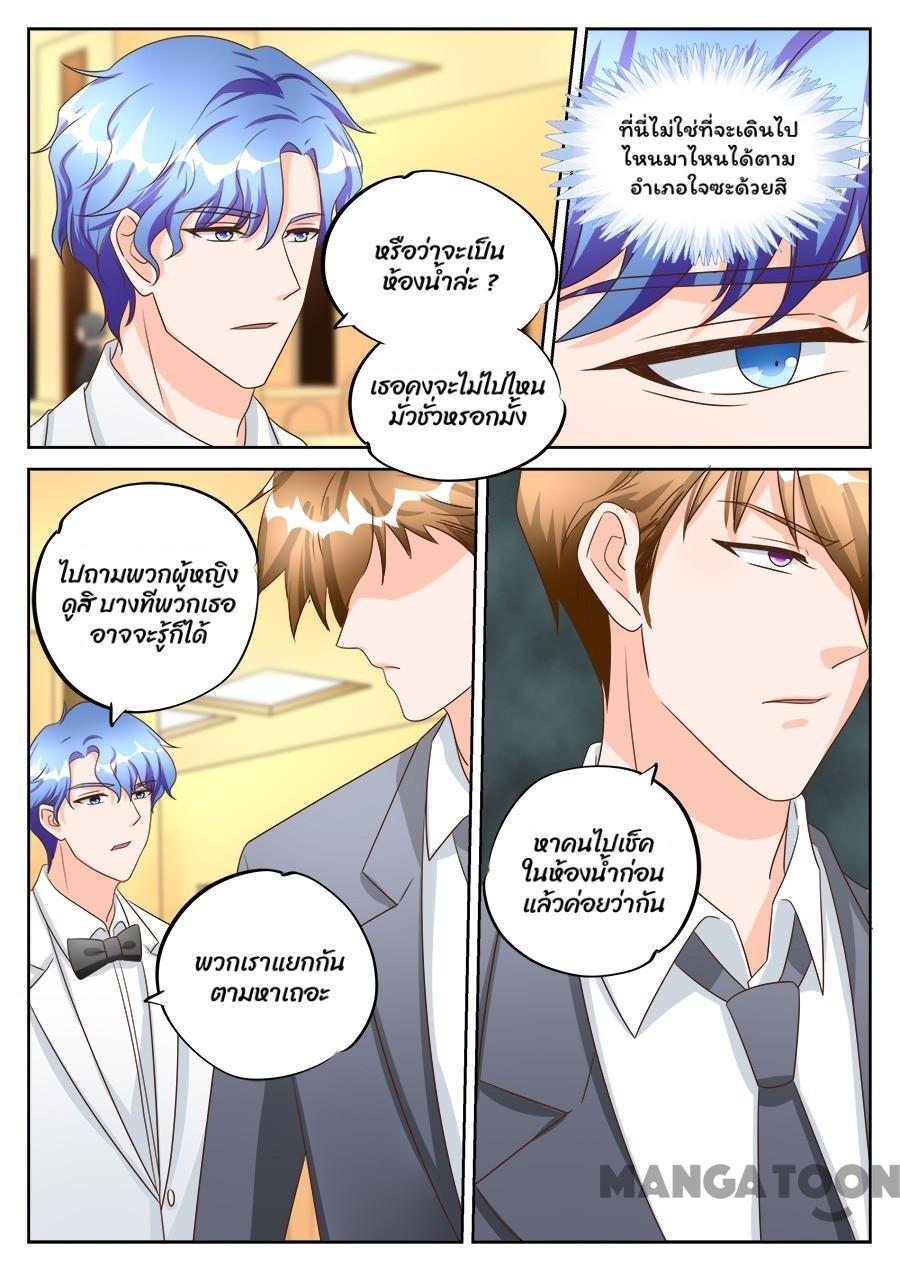 หรือว่าจะเป็น
ห้องน้ำล่ะ ?
เธอคงจะไม่ไปไหน
มั่วซั่วหรอกมั้ง
ที่นี่ไม่ใช่ที่จะเดินไป
ไหนมาไหนได้ตาม
อำเภอใจซะด้วยสิ
ไปถามพวกผู้หญิง
ดูสิ บางทีพวกเธอ
อาจจะรู้ก็ได้
พวกเราแยกกัน
ตามหาเถอะ
หาคนไปเช็ค
ในห้องน้ำก่อน
แล้วค่อยว่ากัน
MANGATOON